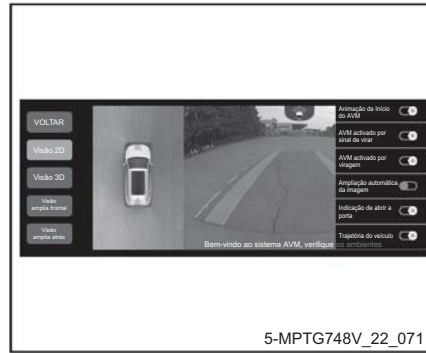 VOLTAR
Visão 2D
Visão 3D
Visão
ampla frontal
Visão
ampla atrás
Bem-vindo ao sistema AVM, verifique os ambientes
Animação de Início
do AVM
AVM activado por
sinal de virar
AVM activado por
viragem
Ampliação automática
da imagem
Indicação de abrir a
porta
Trajetória do veículo
5-MPTG748V_22_071